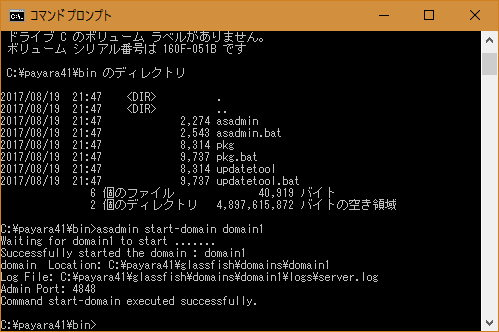 コマンドプロンプト
ドライブ C のボリューム ラベルがありません。
ボリューム シリアル番号は 160F-051B です
C:¥payara41¥bin のディレクトリ
2017/08/19  21:47    <DIR>          .
2017/08/19  21:47    <DIR>          ..
2017/08/19  21:47             2,274 asadmin
2017/08/19  21:47             2,543 asadmin.bat
2017/08/19  21:47             8,314 pkg
2017/08/19  21:47             9,737 pkg.bat
2017/08/19  21:47             8,314 updatetool
2017/08/19  21:47             9,737 updatetool.bat
6 個のファイル              40,919 バイト
2 個のディレクトリ   4,897,615,872 バイトの空き領域
C:¥payara41¥bin>asadmin start-domain domain1
Waiting for domain1 to start .......
Successfully started the domain : domain1
domain  Location: C:¥payara41¥glassfish¥domains¥domain1
Log File: C:¥payara41¥glassfish¥domains¥domain1¥logs¥server.log
Admin Port: 4848
Command start-domain executed successfully.
C:¥payara41¥bin>